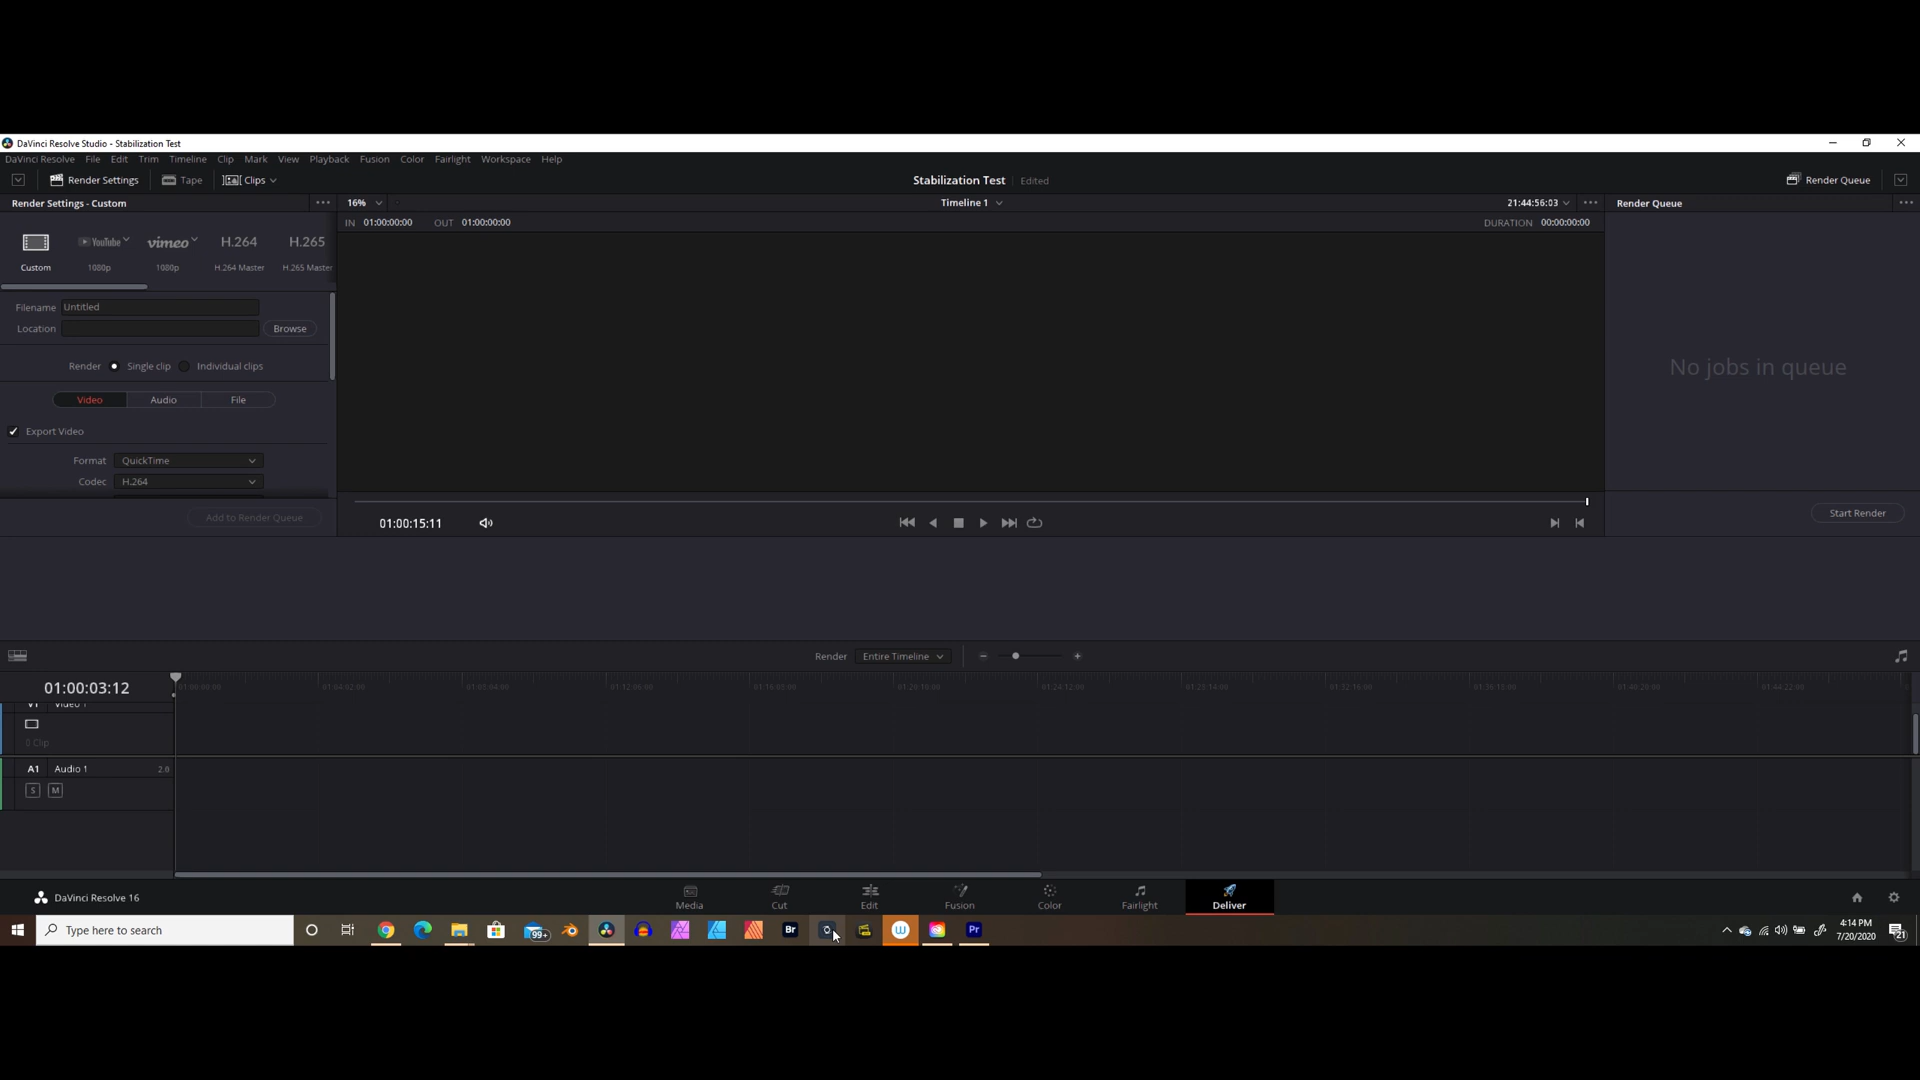 DaVinci Resolve Studio - Stabilization Test
DaVinci Resolve File Edit Trim Timeline Clip Mark View Playback Fusion Color Fairlight Workspace Help
Render Settings Tape Clips Stabilization Test Edited Render Queue
Render Settings - Custom 16% Timeline 1 21:44:56:03 Render Queue
IN 01:00:00:00 OUT 01:00:00:00 DURATION 00:00:00:00
YouTube vimeo H.264 H.265
Custom 1080p 1080p H.264 Master H.265 Master
Filename Untitled
Location Browse
Render Single clip Individual clips
No jobs in queue
Video Audio File
Export Video
Format QuickTime
Codec H.264
Add to Render Queue
01:00:15:11
Start Render
Render Entire Timeline
01:00:03:12
V1 Video 1
0 Clip
A1 Audio 1 2.0
S M
DaVinci Resolve 16
Media Cut Edit Fusion Color Fairlight Deliver
Type here to search
99+
Br
W
Pr
4:14 PM
7/20/2020
21